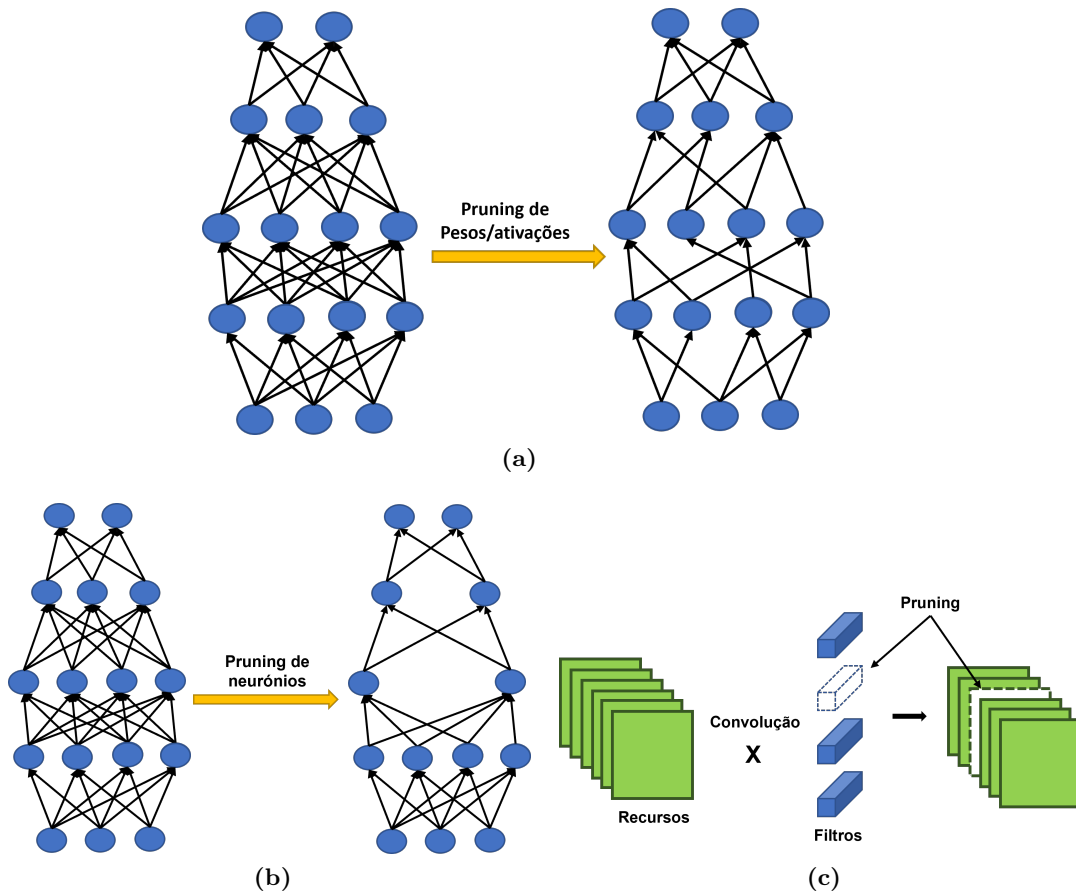 Pruning de
Pesos/ativações
(a)
Pruning de
neurónios
(b)
Pruning
Convolução
X
Recursos
Filtros
(c)